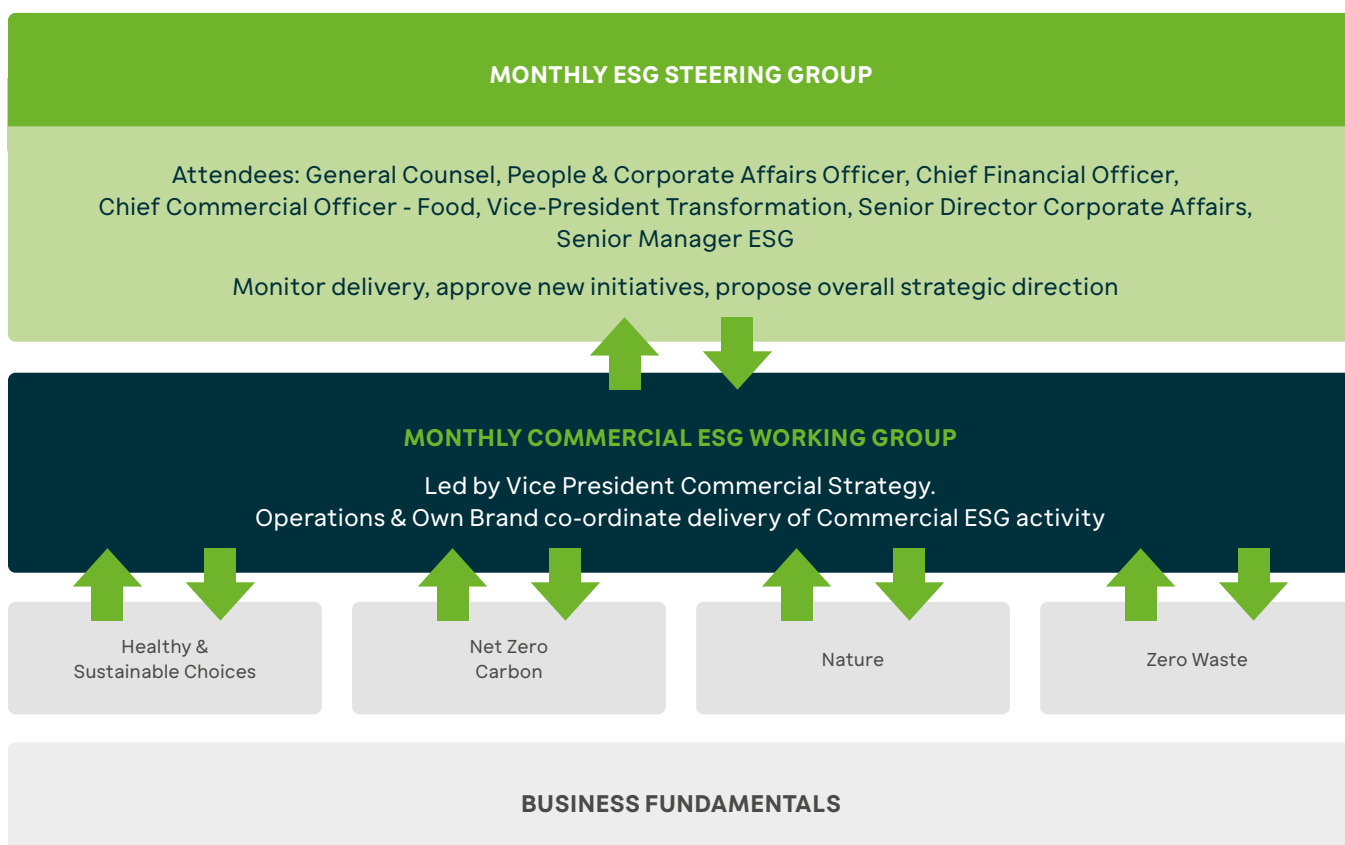 MONTHLY ESG STEERING GROUP
Attendees: General Counsel, People & Corporate Affairs Officer, Chief Financial Officer,
Chief Commercial Officer - Food, Vice-President Transformation, Senior Director Corporate Affairs,
Senior Manager ESG
Monitor delivery, approve new initiatives, propose overall strategic direction
MONTHLY COMMERCIAL ESG WORKING GROUP
Led by Vice President Commercial Strategy.
Operations & Own Brand co-ordinate delivery of Commercial ESG activity
Healthy &
Sustainable Choices
Net Zero
Carbon
Nature
Zero Waste
BUSINESS FUNDAMENTALS